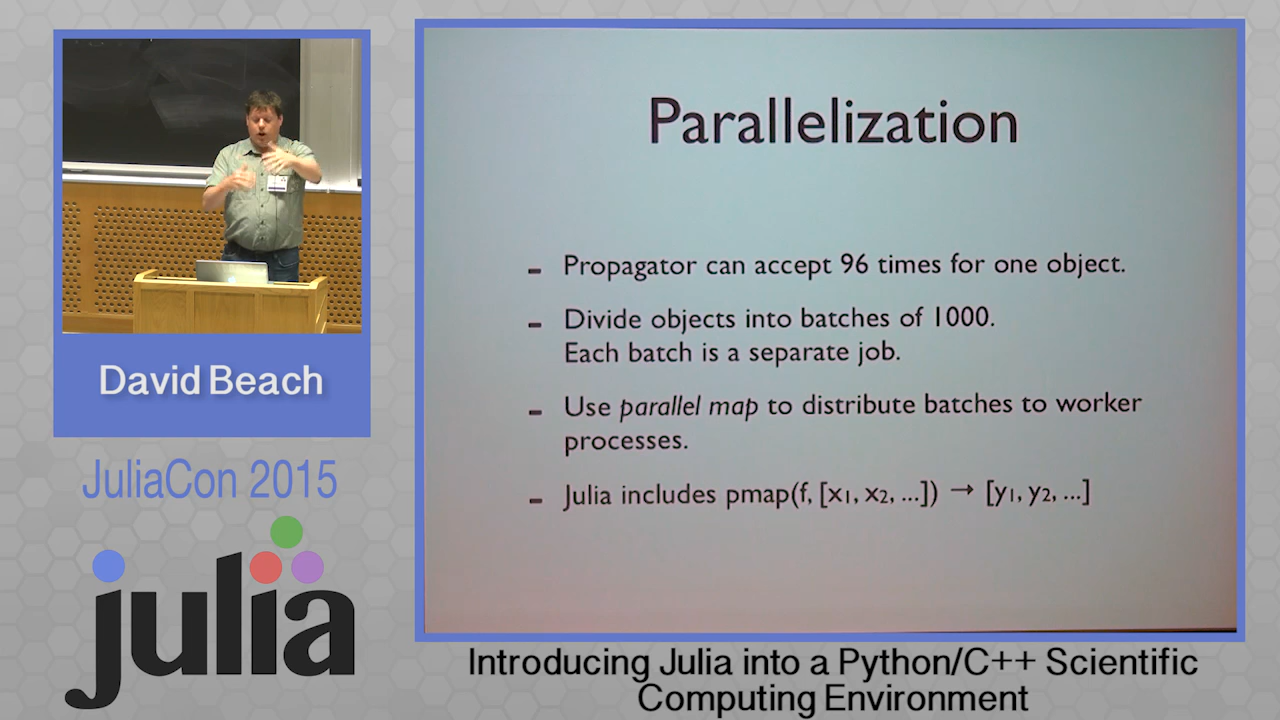 David Beach
JuliaCon 2015
julia
Parallelization
– Propagator can accept 96 times for one object.
– Divide objects into batches of 1000.
Each batch is a separate job.
– Use parallel map to distribute batches to worker
processes.
– Julia includes pmap(f, [x₁, x₂, ...]) → [y₁, y₂, ...]
Introducing Julia into a Python/C++ Scientific
Computing Environment